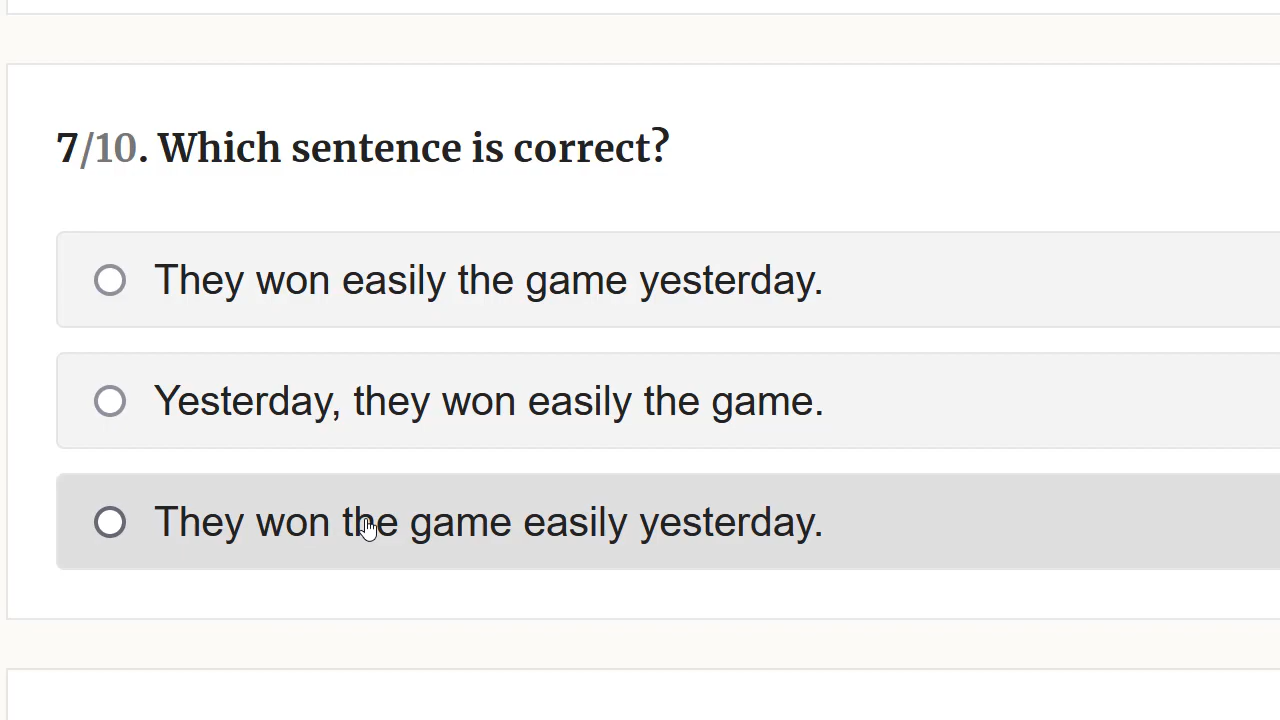 7/10. Which sentence is correct?
They won easily the game yesterday.
Yesterday, they won easily the game.
They won the game easily yesterday.